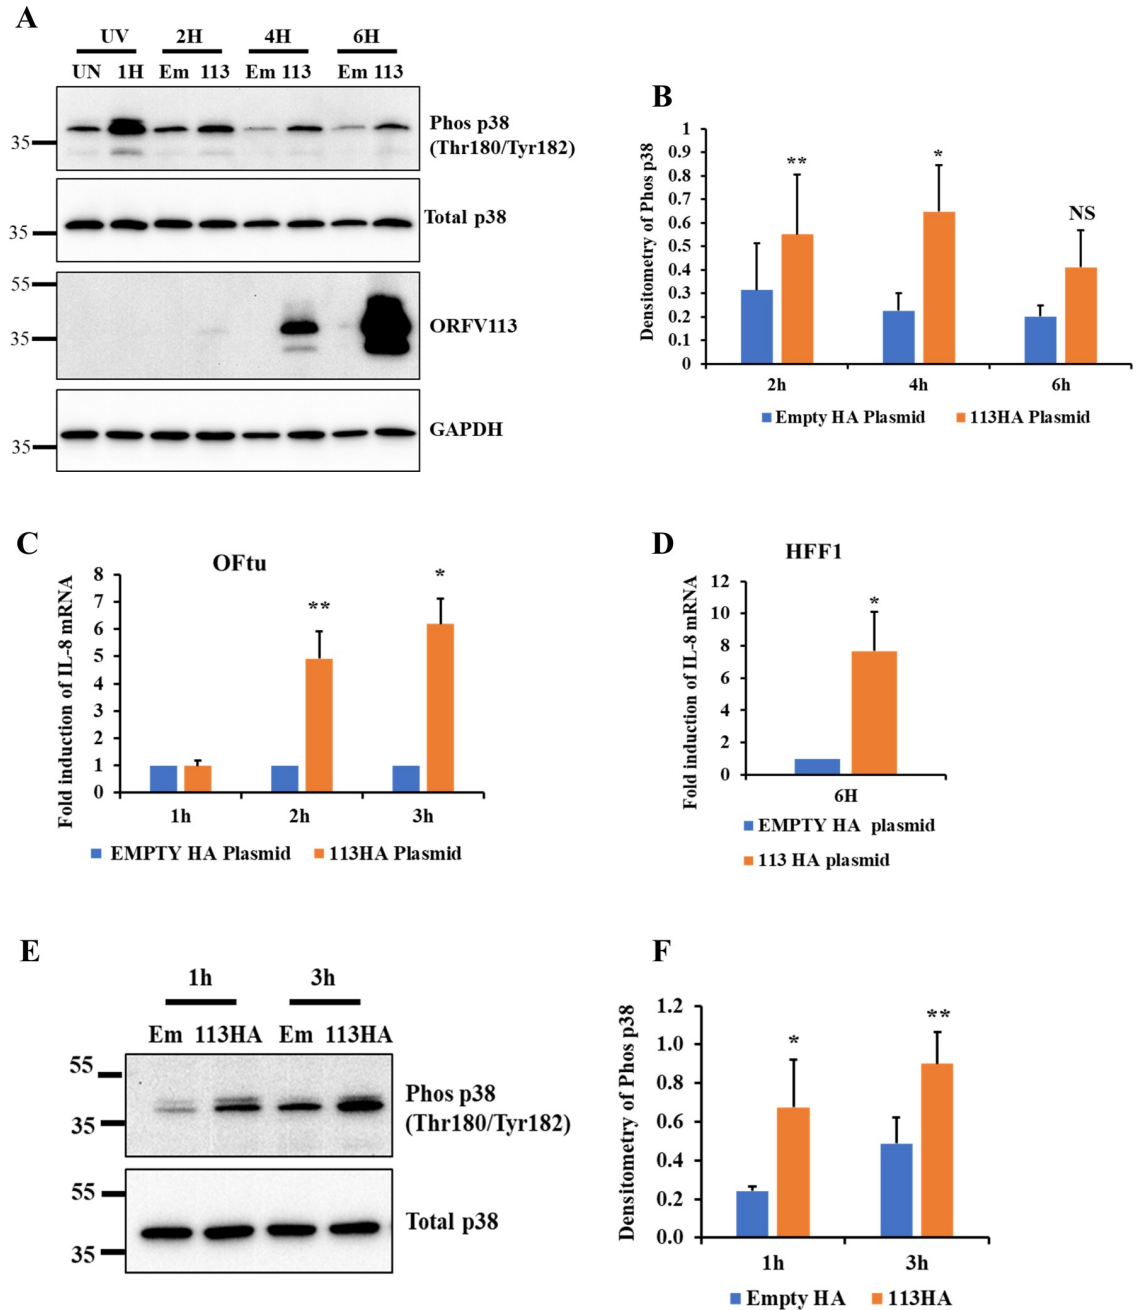 A
UV 2H 4H 6H
UN 1H Em 113 Em 113 Em 113
35
Phos p38
(Thr180/Tyr182)
35
Total p38
55
35
ORFV113
35
GAPDH
B
Densitometry of Phos p38
1
0.9
0.8
0.7
0.6
0.5
0.4
0.3
0.2
0.1
0
** * NS
2h 4h 6h
Empty HA Plasmid 113HA Plasmid
C
OFtu
Fold induction of IL-8 mRNA
8
7
6
5
4
3
2
1
0
** *
1h 2h 3h
EMPTY HA Plasmid 113HA Plasmid
D
HFF1
Fold induction of IL-8 mRNA
12
10
8
6
4
2
0
*
6H
EMPTY HA plasmid
113 HA plasmid
E
1h 3h
Em 113HA Em 113HA
55
35
Phos p38
(Thr180/Tyr182)
55
35
Total p38
F
Densitometry of Phos p38
1.2
1.0
0.8
0.6
0.4
0.2
0.0
* **
1h 3h
Empty HA 113HA